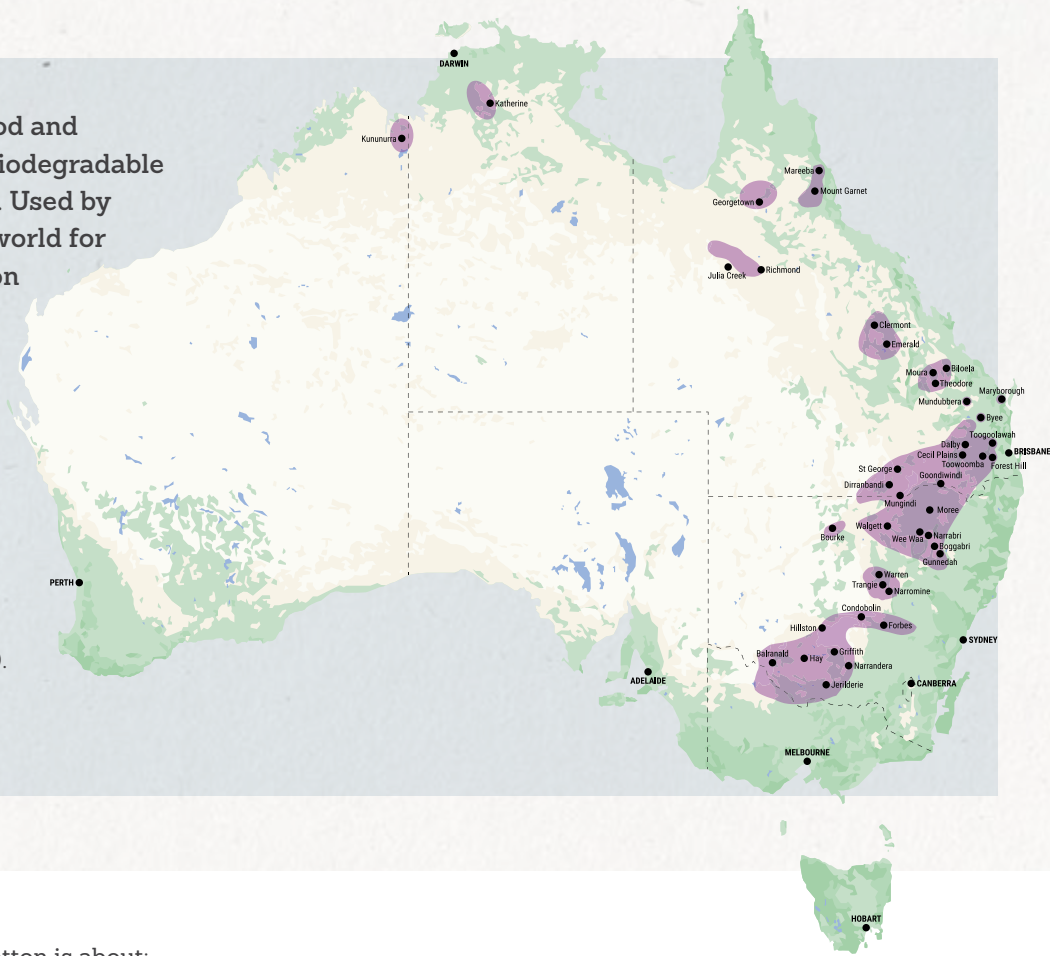 DARWIN
Katherine
od and
Kununurra
iodegradable
Mareeba
. Used by
Mount Garnet
Georgetown
world for
on
Richmond
Julia Creek
Clermont
Emerald
Moura
Biloela
Theodore
Maryborough
Mundubbera
Byee
Toogoolawah
Dalby
Cecil Plains
BRISBANE
Toowoomba
Forest Hill
St George
Goondiwindi
Dirranbandi
Mungindi
Moree
Walgett
Bourke
Wee Waa
Narrabri
Boggabri
Gunnedah
Warren
PERTH
Trangie
Narromine
Condobolin
Hillston
Forbes
SYDNEY
Balranald
Hay
Griffith
Narrandera
).
ADELAIDE
Jerilderie
CANBERRA
MELBOURNE
HOBART
tton is about: